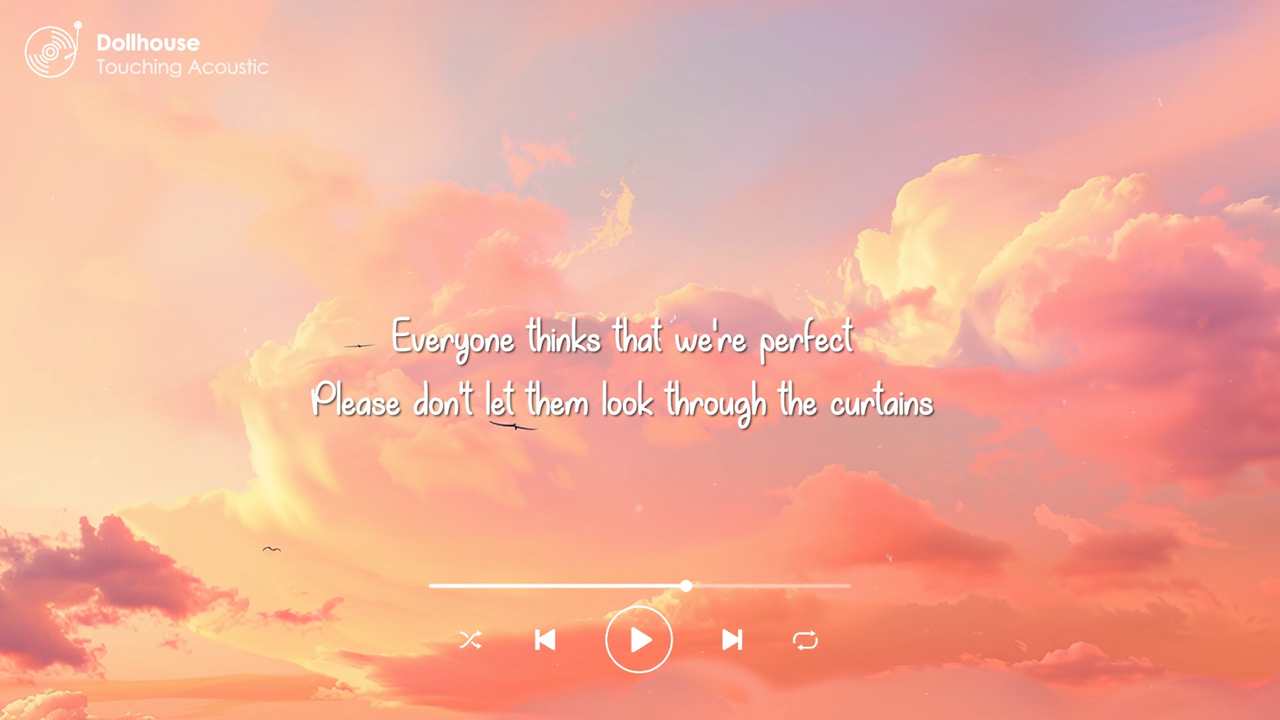 Dollhouse
Touching Acoustic
Everyone thinks that we're perfect
Please don't let them look through the curtains